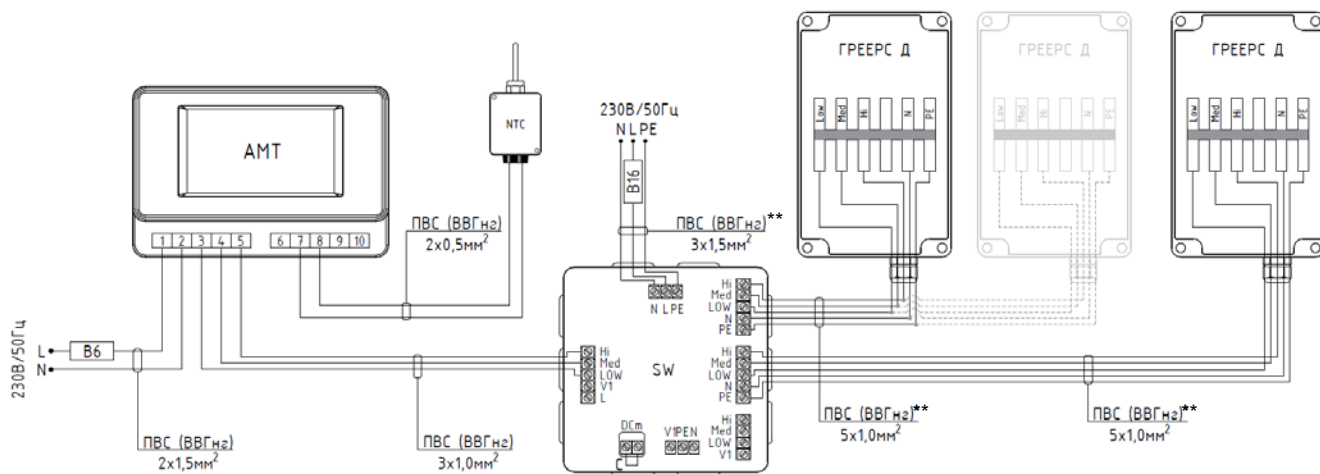 АМТ
1 2 3 4 5 6 7 8 9 10
230В/50Гц
L
N
В6
ПВС (ВВГнг)
2х1,5мм²
ПВС (ВВГнг)
3х1,0мм²
NTC
ПВС (ВВГнг)
2х0,5мм²
230В/50Гц
N L PE
В16
ПВС (ВВГнг)**
3х1,5мм²
N L PE
SW
Hi
Med
LOW
V1
L
Hi
Med
LOW
N
PE
Hi
Med
LOW
N
PE
Hi
Med
LOW
V1
DCm
V1PEN
ПВС (ВВГнг)**
5х1,0мм²
ПВС (ВВГнг)**
5х1,0мм²
ГРЕЕРС Д
Low Med Hi N PE
ГРЕЕРС Д
Low Med Hi N PE
ГРЕЕРС Д
Low Med Hi N PE